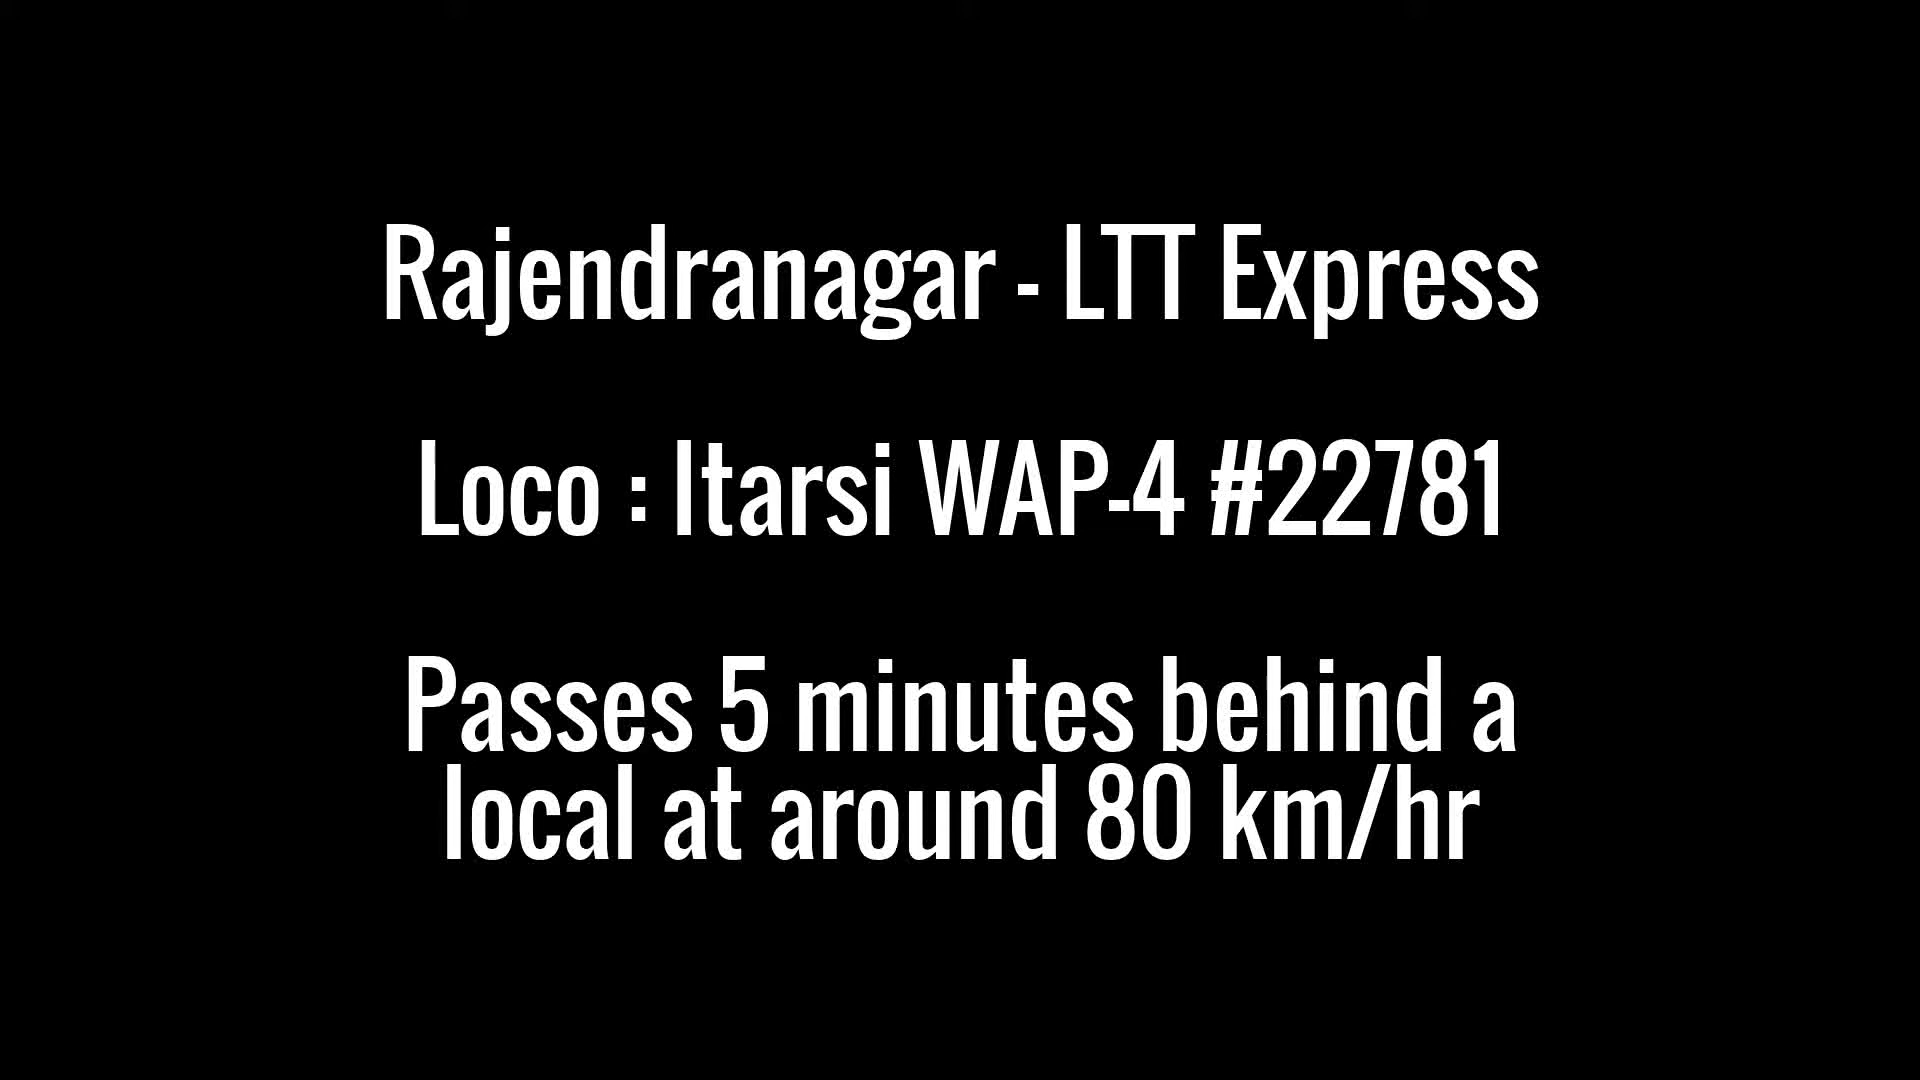 Rajendranagar - LTT Express
Loco : Itarsi WAP-4 #22781
Passes 5 minutes behind a
local at around 80 km/hr